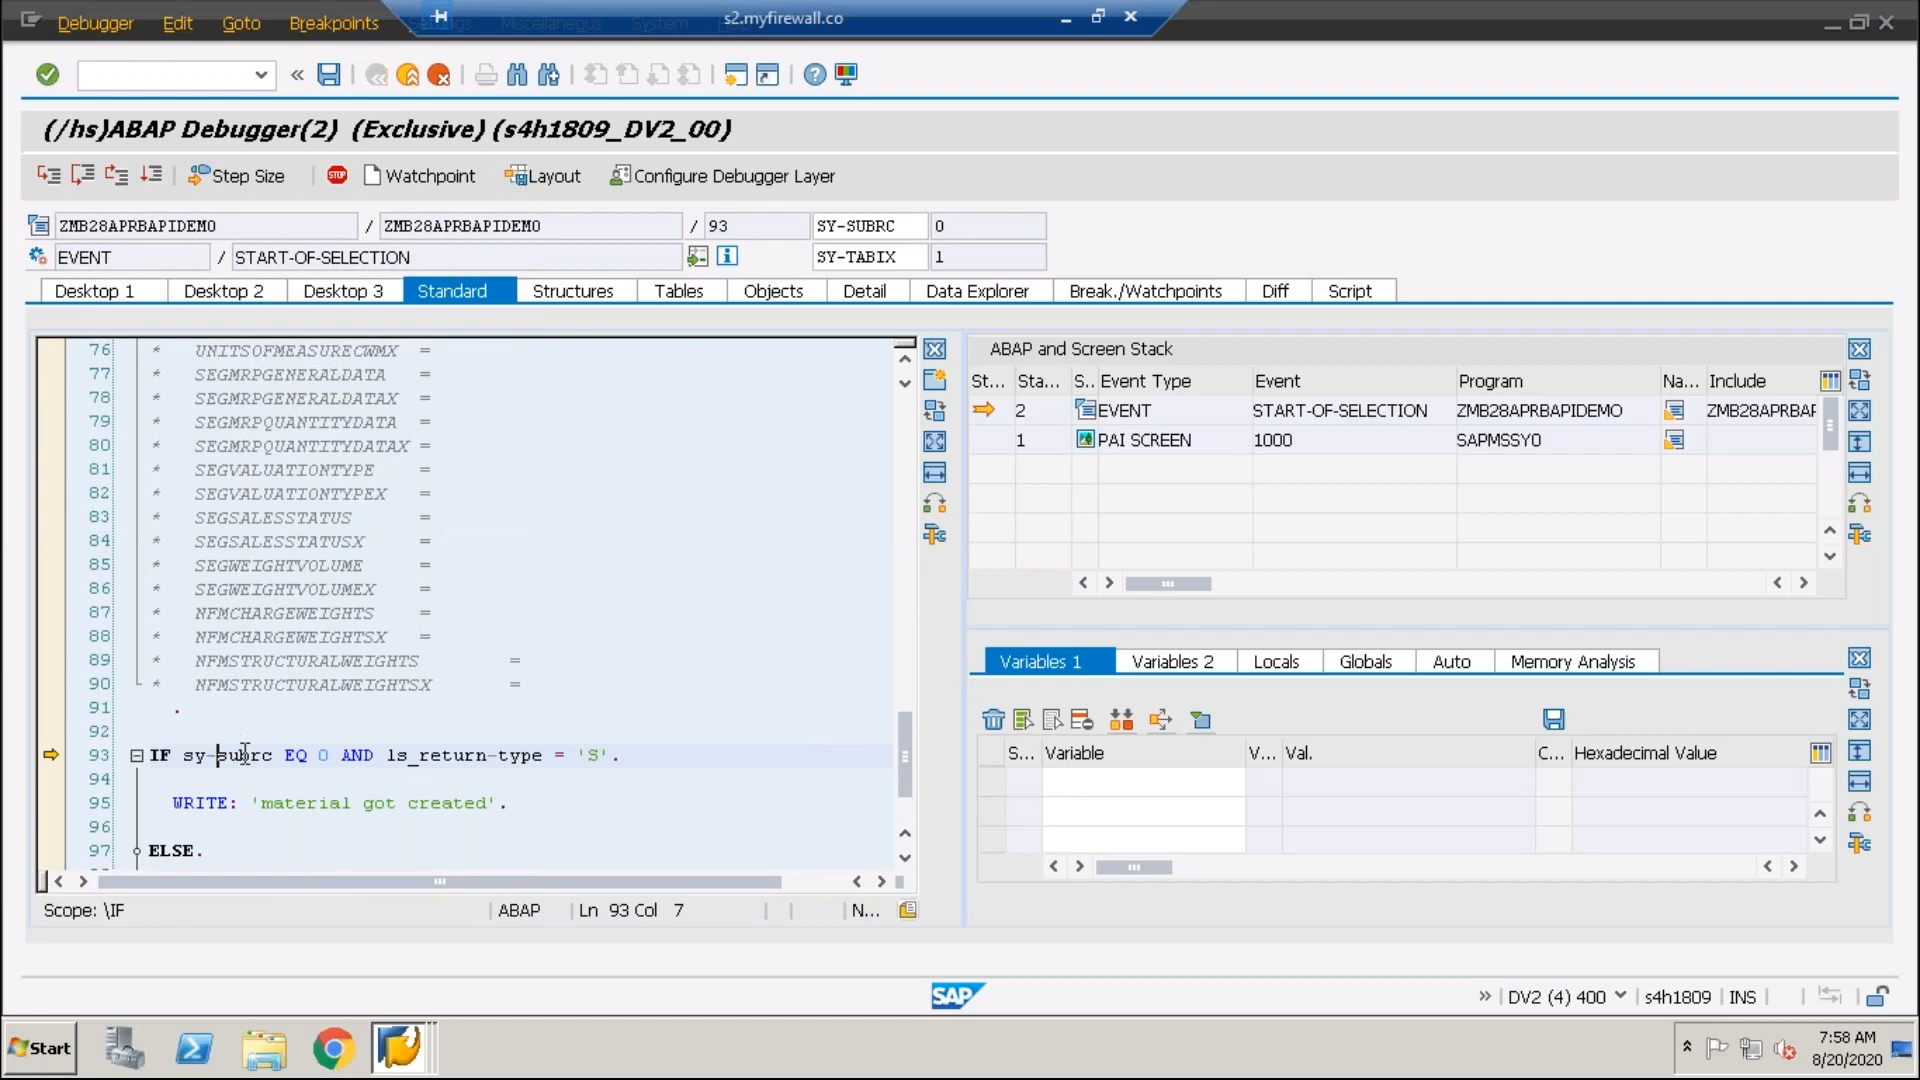 s2.myfirewall.co
Debugger Edit Goto Breakpoints Settings Miscellaneous System
(/hs)ABAP Debugger(2) (Exclusive) (s4h1809_DV2_00)
Step Size Watchpoint Layout Configure Debugger Layer
ZMB28APRBAPIDEMO / ZMB28APRBAPIDEMO / 93 SY-SUBRC 0
EVENT / START-OF-SELECTION SY-TABIX 1
Desktop 1 Desktop 2 Desktop 3 Standard Structures Tables Objects Detail Data Explorer Break./Watchpoints Diff Script
76 * UNITSOFMEASURECWMX =
77 * SEGMRPGENERALDATA =
78 * SEGMRPGENERALDATAX =
79 * SEGMRPQUANTITYDATA =
80 * SEGMRPQUANTITYDATAX =
81 * SEGVALUATIONTYPE =
82 * SEGVALUATIONTYPEX =
83 * SEGSALESSTATUS =
84 * SEGSALESSTATUSX =
85 * SEGWEIGHTVOLUME =
86 * SEGWEIGHTVOLUMEX =
87 * NFMCHARGEWEIGHTS =
88 * NFMCHARGEWEIGHTSX =
89 * NFMSTRUCTURALWEIGHTS =
90 * NFMSTRUCTURALWEIGHTSX =
91 .
92
93 IF sy-subrc EQ 0 AND ls_return-type = 'S'.
94
95 WRITE: 'material got created'.
96
97 ELSE.
Scope: \IF ABAP Ln 93 Col 7 N...
ABAP and Screen Stack
St... Sta... S.. Event Type Event Program Na... Include
2 EVENT START-OF-SELECTION ZMB28APRBAPIDEMO ZMB28APRBAP
1 PAI SCREEN 1000 SAPMSSY0
Variables 1 Variables 2 Locals Globals Auto Memory Analysis
S... Variable V... Val. C... Hexadecimal Value
SAP
DV2 (4) 400 s4h1809 INS
Start
7:58 AM
8/20/2020